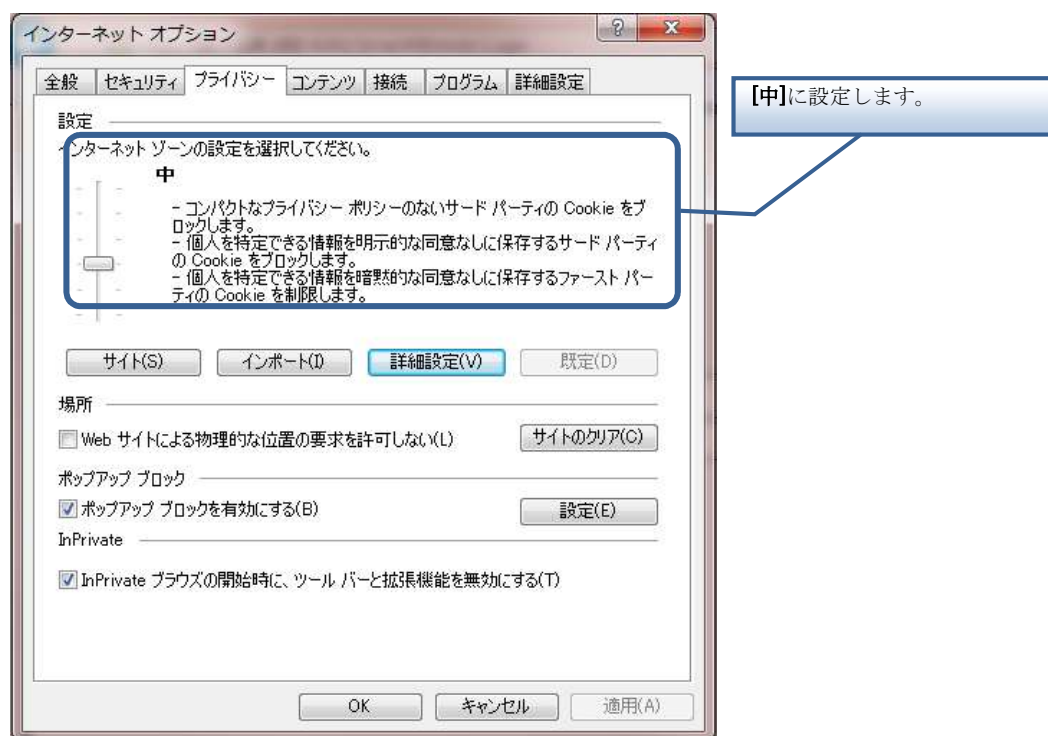 インターネット オプション
全般 セキュリティ プライバシー コンテンツ 接続 プログラム 詳細設定
[中]に設定します。
設定
インターネット ゾーンの設定を選択してください。
中
- コンパクトなプライバシー ポリシーのないサード パーティの Cookie をブ
ロックします。
- 個人を特定できる情報を明示的な同意なしに保存するサード パーティ
の Cookie をブロックします。
- 個人を特定できる情報を暗黙的な同意なしに保存するファースト パー
ティの Cookie を制限します。
サイト(S) インポート(I) 詳細設定(V) 既定(D)
場所
Web サイトによる物理的な位置の要求を許可しない(L) サイトのクリア(C)
ポップアップ ブロック
ポップアップ ブロックを有効にする(B) 設定(E)
InPrivate
InPrivate ブラウズの開始時に、ツール バーと拡張機能を無効にする(T)
OK キャンセル 適用(A)